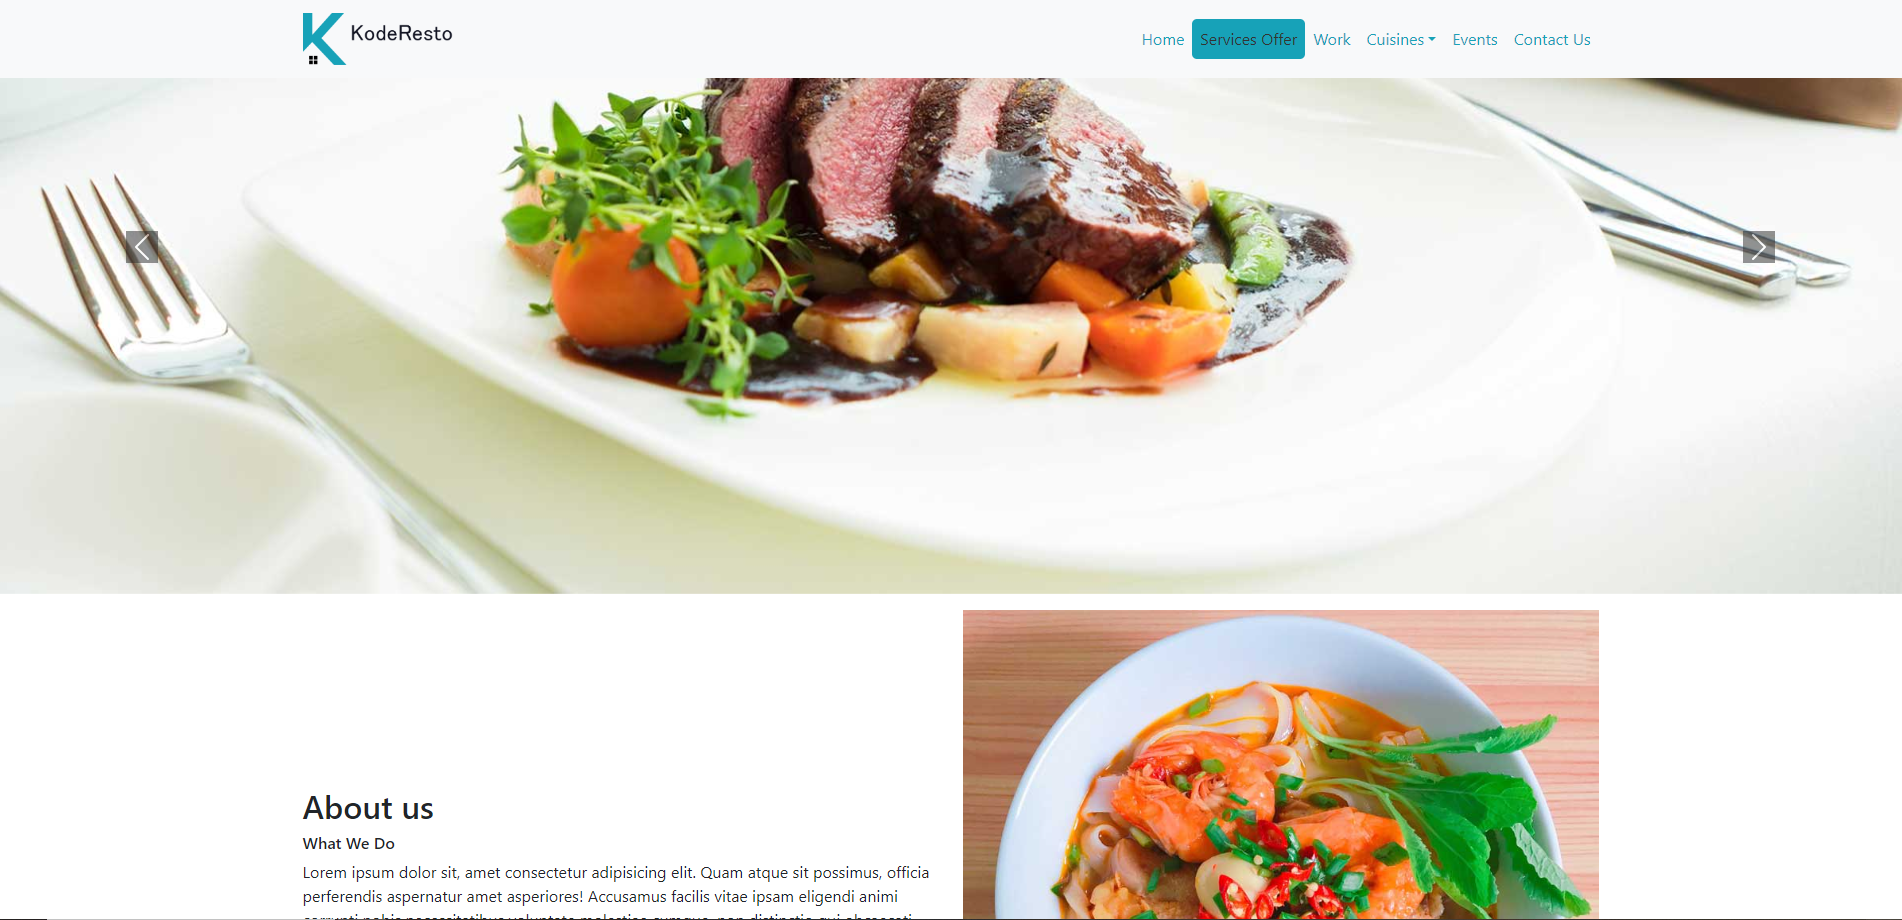 KodeResto
Home Services Offer Work Cuisines Events Contact Us
About us
What We Do
Lorem ipsum dolor sit, amet consectetur adipisicing elit. Quam atque sit possimus, officia
perferendis aspernatur amet asperiores! Accusamus facilis vitae ipsam eligendi animi